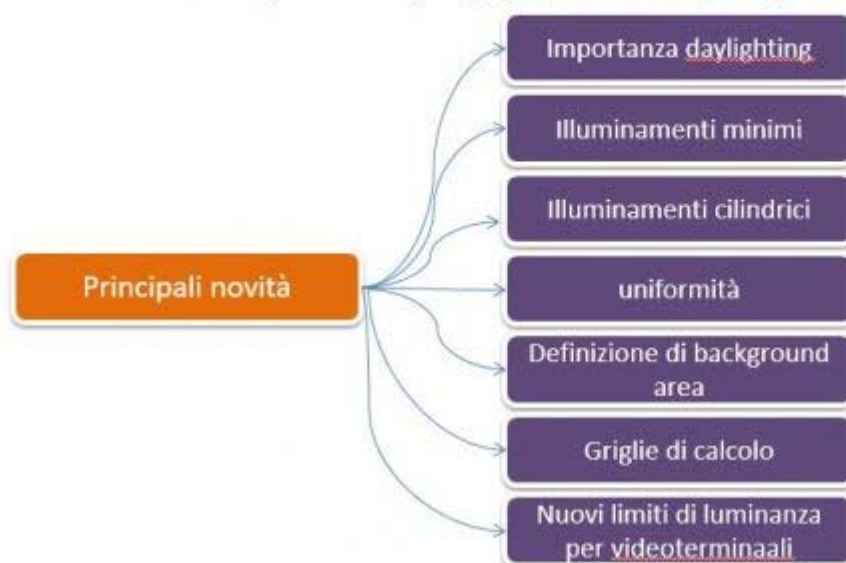 Importanza daylighting
Illuminamenti minimi
Illuminamenti cilindrici
Principali novità
uniformità
Definizione di background
area
Griglie di calcolo
Nuovi limiti di luminanza
per videoterminaali